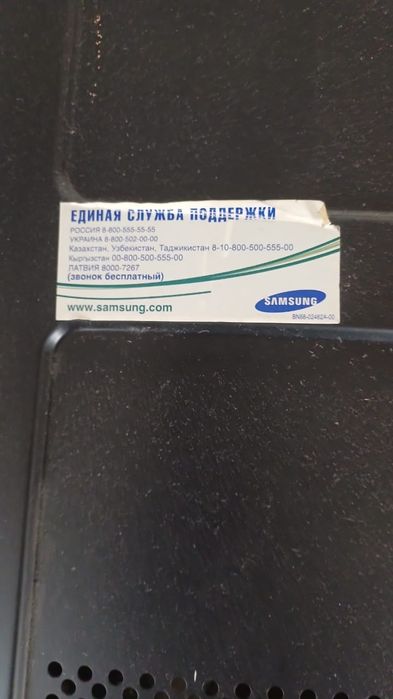 ЕДИНАЯ СЛУЖБА ПОДДЕРЖКИ
РОССИЯ 8-800-555-55-55
УКРАИНА 8-800-502-00-00
Казахстан, Узбекистан, Таджикистан 8-10-800-500-555-00
Кыргызстан 00-800-500-555-00
ЛАТВИЯ 8000-7267
(звонок бесплатный)
www.samsung.com
SAMSUNG
BN68-02482A-00